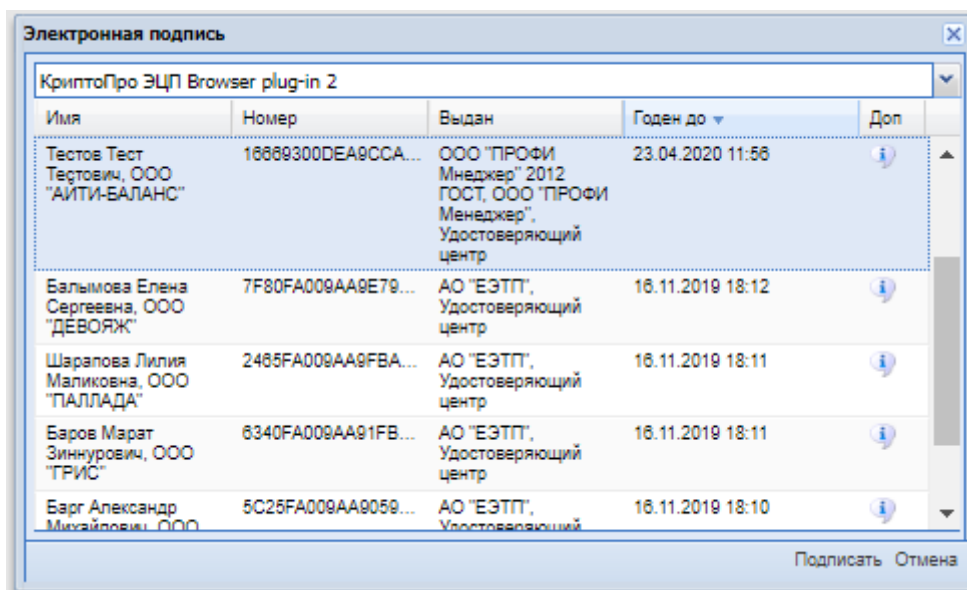 Электронная подпись
КриптоПро ЭЦП Browser plug-in 2
Имя Номер Выдан Годен до Доп
Тестов Тест
Тестович, ООО
"АЙТИ-БАЛАНС"
16669300DEA9CCA...
ООО "ПРОФИ
Мнеджер" 2012
ГОСТ, ООО "ПРОФИ
Менеджер",
Удостоверяющий
центр
23.04.2020 11:56
Балымова Елена
Сергеевна, ООО
"ДЕВОЯЖ"
7F80FA009AA9E79...
АО "ЕЭТП",
Удостоверяющий
центр
16.11.2019 18:12
Шарапова Лилия
Маликовна, ООО
"ПАЛЛАДА"
2465FA009AA9FBA...
АО "ЕЭТП",
Удостоверяющий
центр
16.11.2019 18:11
Баров Марат
Зиннурович, ООО
"ГРИС"
6340FA009AA91FB...
АО "ЕЭТП",
Удостоверяющий
центр
16.11.2019 18:11
Барг Александр
Михайлович, ООО
5C25FA009AA9059...
АО "ЕЭТП",
Удостоверяющий
16.11.2019 18:10
Подписать Отмена